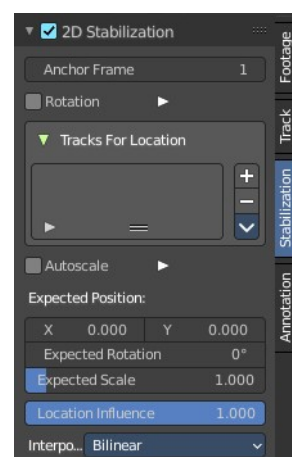 2D Stabilization
Anchor Frame 1
Rotation
Tracks For Location
Autoscale
Expected Position:
X 0.000 Y 0.000
Expected Rotation 0°
Expected Scale 1.000
Location Influence 1.000
Interpo... Bilinear
Footage
Track
Stabilization
Annotation